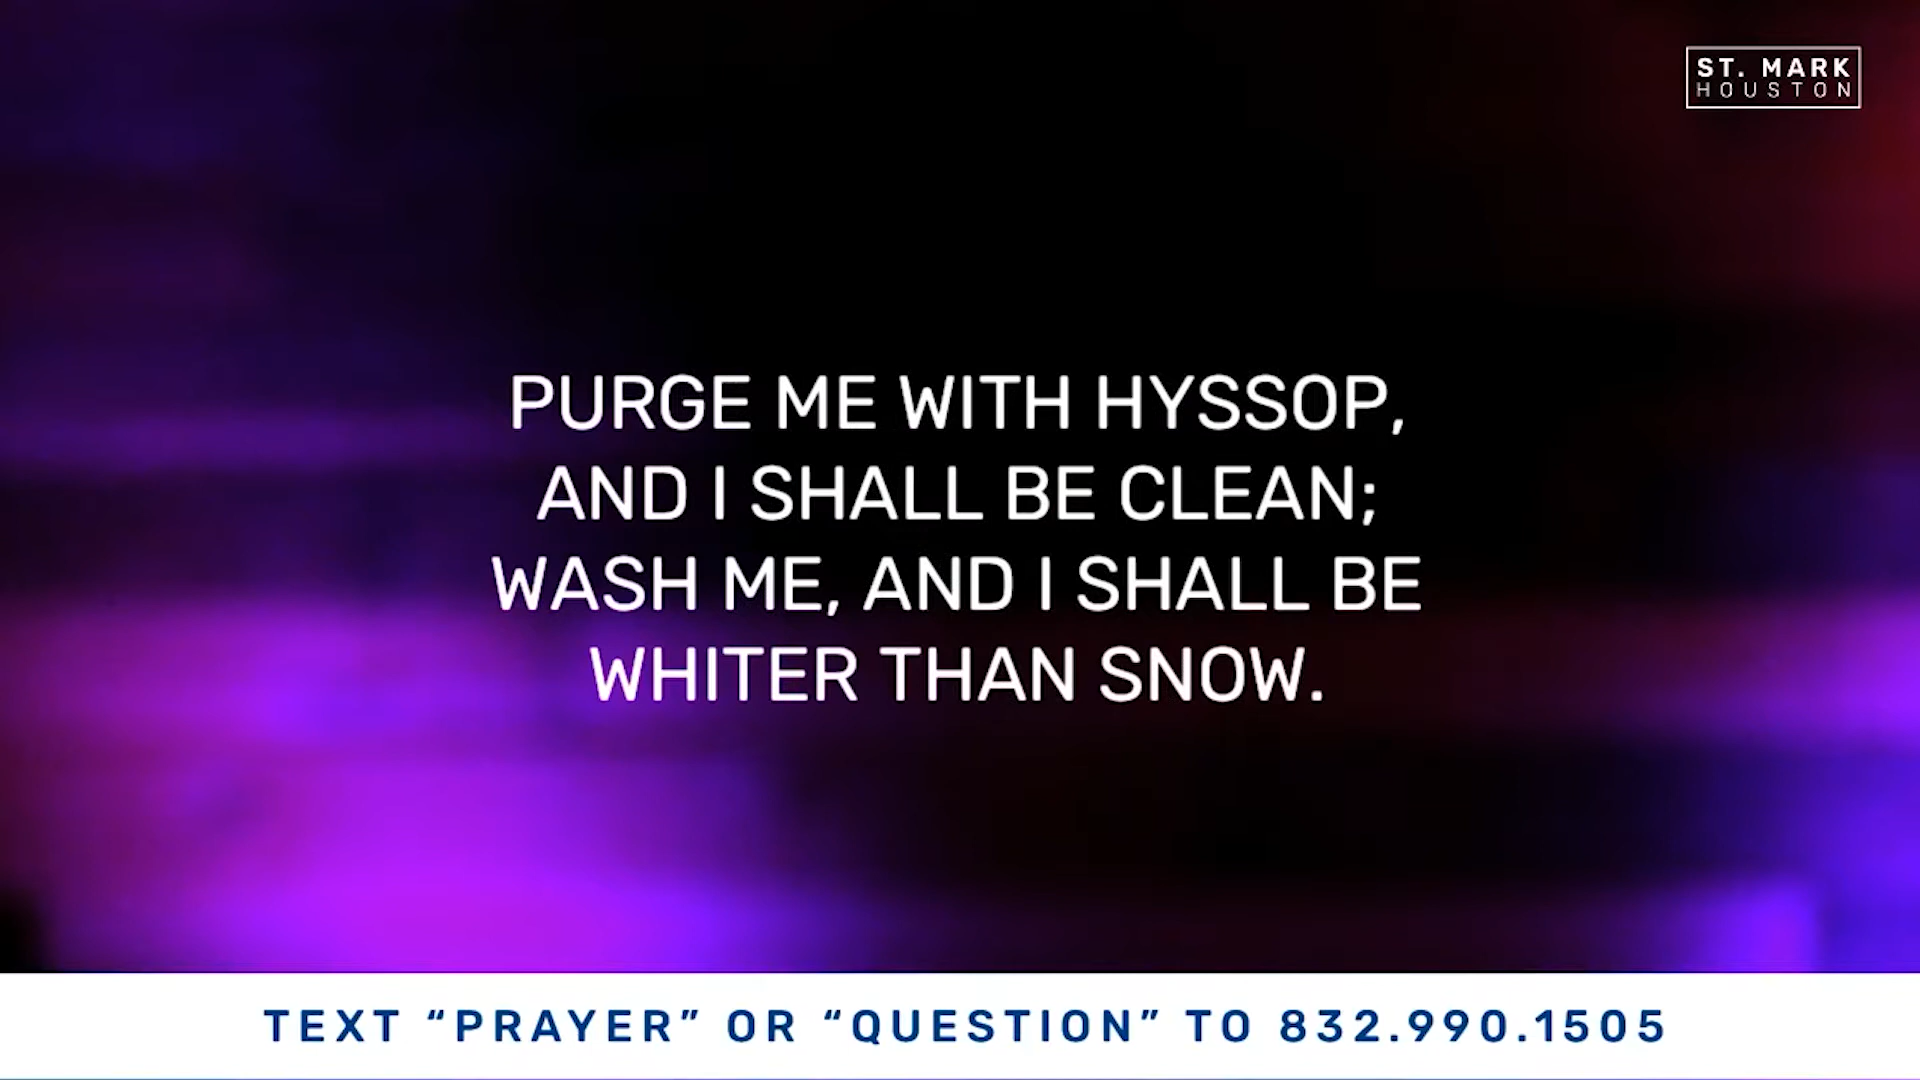 ST. MARK
HOUSTON
PURGE ME WITH HYSSOP,
AND I SHALL BE CLEAN;
WASH ME, AND I SHALL BE
WHITER THAN SNOW.
TEXT “PRAYER” OR “QUESTION” TO 832.990.1505